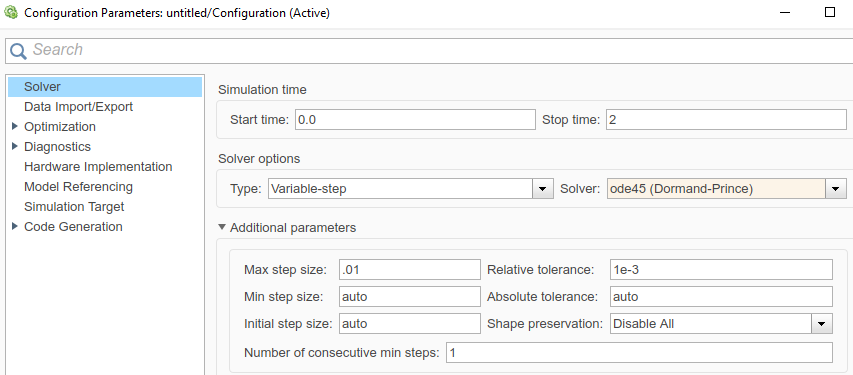 Configuration Parameters: untitled/Configuration (Active)
Search
Solver
Data Import/Export
Optimization
Diagnostics
Hardware Implementation
Model Referencing
Simulation Target
Code Generation
Simulation time
Start time: 0.0 Stop time: 2
Solver options
Type: Variable-step Solver: ode45 (Dormand-Prince)
Additional parameters
Max step size: .01 Relative tolerance: 1e-3
Min step size: auto Absolute tolerance: auto
Initial step size: auto Shape preservation: Disable All
Number of consecutive min steps: 1